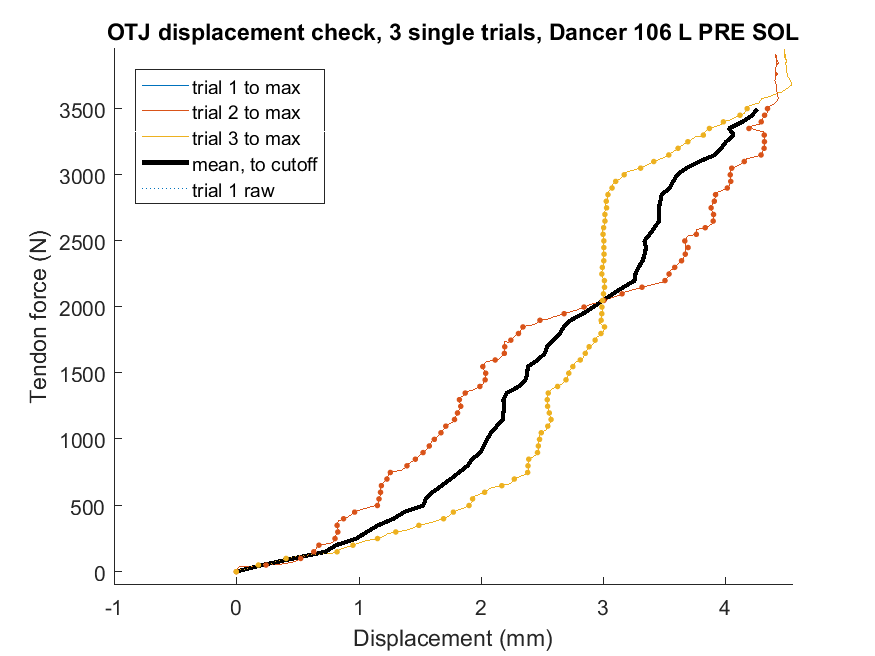 OTJ displacement check, 3 single trials, Dancer 106 L PRE SOL
trial 1 to max
trial 2 to max
trial 3 to max
mean, to cutoff
trial 1 raw
Tendon force (N)
3500
3000
2500
2000
1500
1000
500
0
-1 0 1 2 3 4
Displacement (mm)